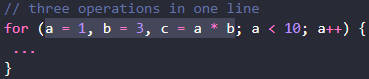 // three operations in one line
for (a = 1, b = 3, c = a * b; a < 10; a++) {
 ...
}